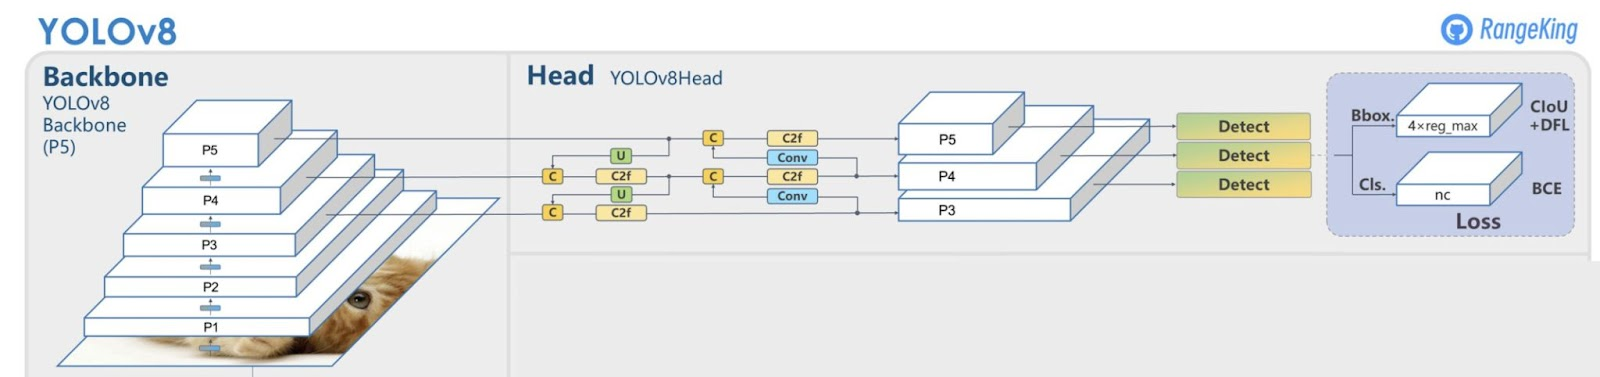 YOLOv8
RangeKing
Backbone
YOLOv8
Backbone
(P5)
P5
P4
P3
P2
P1
Head YOLOv8Head
C C2f
U Conv
C C2f C C2f
U Conv
C C2f
P5
P4
P3
Detect
Detect
Detect
Bbox.
4×reg_max
CIoU
+DFL
Cls.
nc
BCE
Loss